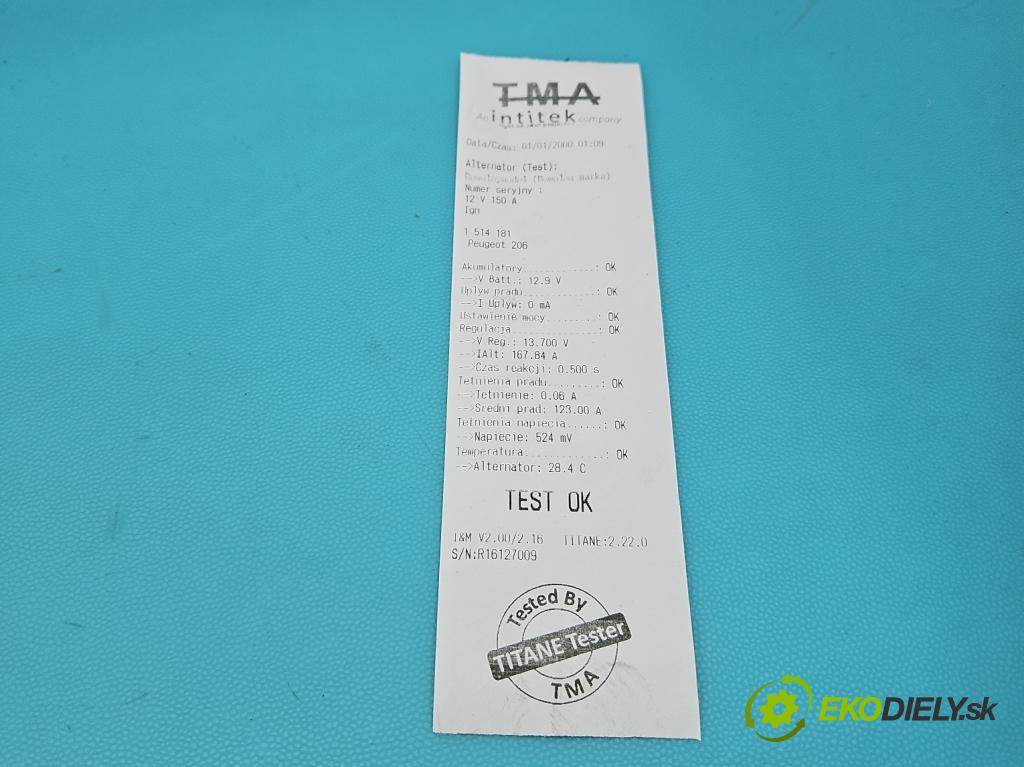 TMA
An intitek company
Data/Czas: 01/01/2000 01:09
Alternator (Test):
(Dowolna marka)
Numer seryjny :
12 V 150 A
Ign
1 514 181
Peugeot 206
Akumulatory............: OK
-->V Batt.: 12.9 V
Uplyw pradu............: OK
-->I Uplyw: 0 mA
Ustawienie mocy........: OK
Regulacja..............: OK
-->V Reg.: 13.700 V
-->IAlt: 167.84 A
-->Czas reakcji: 0.500 s
Tetnienia pradu.........: OK
-->Tetnienie: 0.06 A
-->Sredni prad: 123.00 A
Tetnienia napiecia......: OK
-->Napiecie: 524 mV
Temperatura.............: OK
-->Alternator: 28.4 C
TEST OK
I&M V2.00/2.16 TITANE:2.22.0
S/N:R16127009
Tested By
TITANE Tester
TMA
EKODIELY.sk